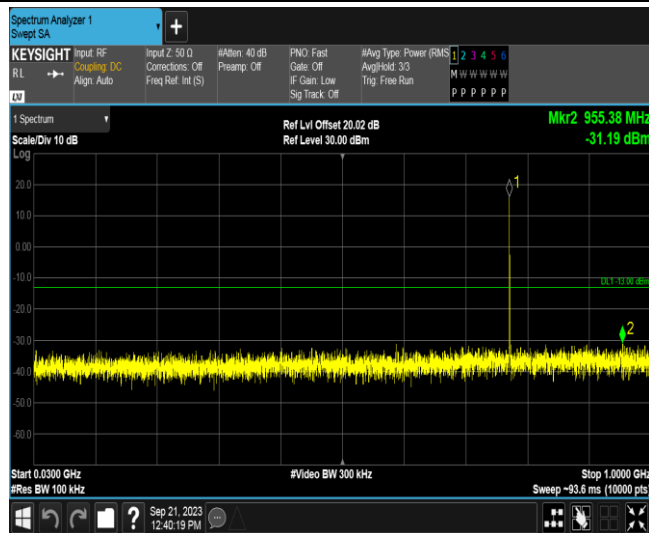 Spectrum Analyzer 1
Swept SA
+
KEYSIGHT
RL
Input: RF
Coupling: DC
Align: Auto
Input Z: 50 Ω
Corrections: Off
Freq Ref: Int (S)
#Atten: 40 dB
Preamp: Off
PNO: Fast
Gate: Off
IF Gain: Low
Sig Track: Off
#Avg Type: Power (RMS
Avg|Hold: 3/3
Trig: Free Run
1 2 3 4 5 6
M W W W W W
P P P P P P
LXI
1 Spectrum
Scale/Div 10 dB
Log
Ref Lvl Offset 20.02 dB
Ref Level 30.00 dBm
Mkr2 955.38 MHz
-31.19 dBm
20.0
10.0
0.00
-10.0
-20.0
-30.0
-40.0
-50.0
-60.0
1
DL1 -13.00 dBm
2
Start 0.0300 GHz
#Res BW 100 kHz
#Video BW 300 kHz
Stop 1.0000 GHz
Sweep ~93.6 ms (10000 pts)
?
Sep 21, 2023
12:40:19 PM